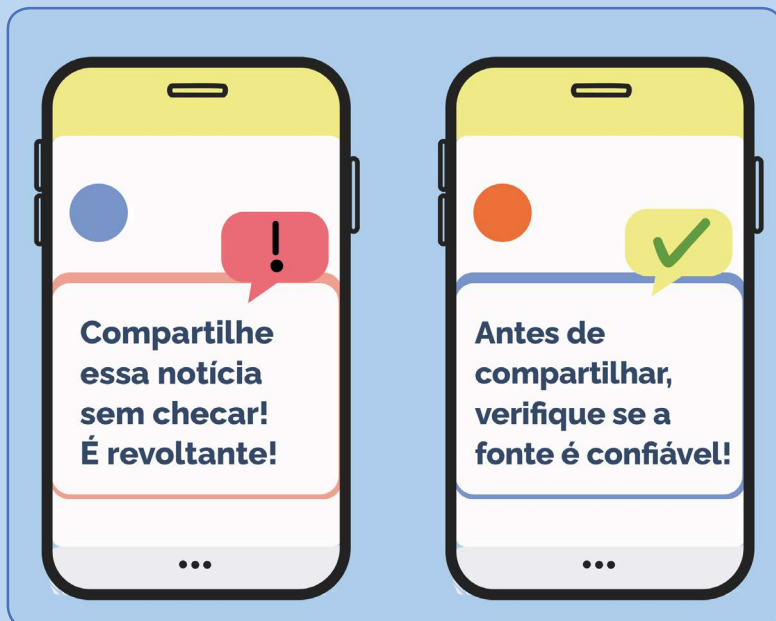 Compartilhe
essa notícia
sem checar!
É revoltante!
Antes de
compartilhar,
verifique se a
fonte é confiável!